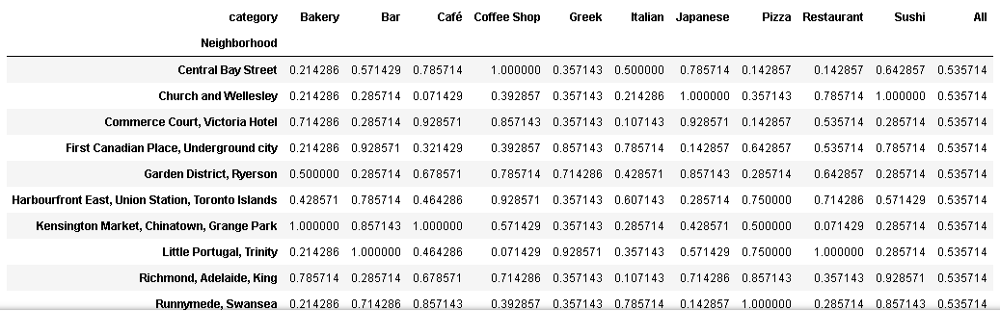 category Bakery Bar Café Coffee Shop Greek Italian Japanese Pizza Restaurant Sushi All
Neighborhood
Central Bay Street 0.214286 0.571429 0.785714 1.000000 0.357143 0.500000 0.785714 0.142857 0.142857 0.642857 0.535714
Church and Wellesley 0.214286 0.285714 0.071429 0.392857 0.357143 0.214286 1.000000 0.357143 0.785714 1.000000 0.535714
Commerce Court, Victoria Hotel 0.714286 0.285714 0.928571 0.857143 0.357143 0.107143 0.928571 0.142857 0.535714 0.285714 0.535714
First Canadian Place, Underground city 0.214286 0.928571 0.321429 0.392857 0.857143 0.785714 0.142857 0.642857 0.535714 0.785714 0.535714
Garden District, Ryerson 0.500000 0.285714 0.678571 0.785714 0.714286 0.428571 0.857143 0.285714 0.642857 0.285714 0.535714
Harbourfront East, Union Station, Toronto Islands 0.428571 0.785714 0.464286 0.928571 0.357143 0.607143 0.285714 0.750000 0.714286 0.571429 0.535714
Kensington Market, Chinatown, Grange Park 1.000000 0.857143 1.000000 0.571429 0.357143 0.285714 0.428571 0.500000 0.071429 0.285714 0.535714
Little Portugal, Trinity 0.214286 1.000000 0.464286 0.071429 0.928571 0.357143 0.571429 0.750000 1.000000 0.285714 0.535714
Richmond, Adelaide, King 0.785714 0.285714 0.678571 0.714286 0.357143 0.107143 0.714286 0.857143 0.357143 0.928571 0.535714
Runnymede, Swansea 0.214286 0.714286 0.857143 0.392857 0.357143 0.785714 0.142857 1.000000 0.285714 0.857143 0.535714